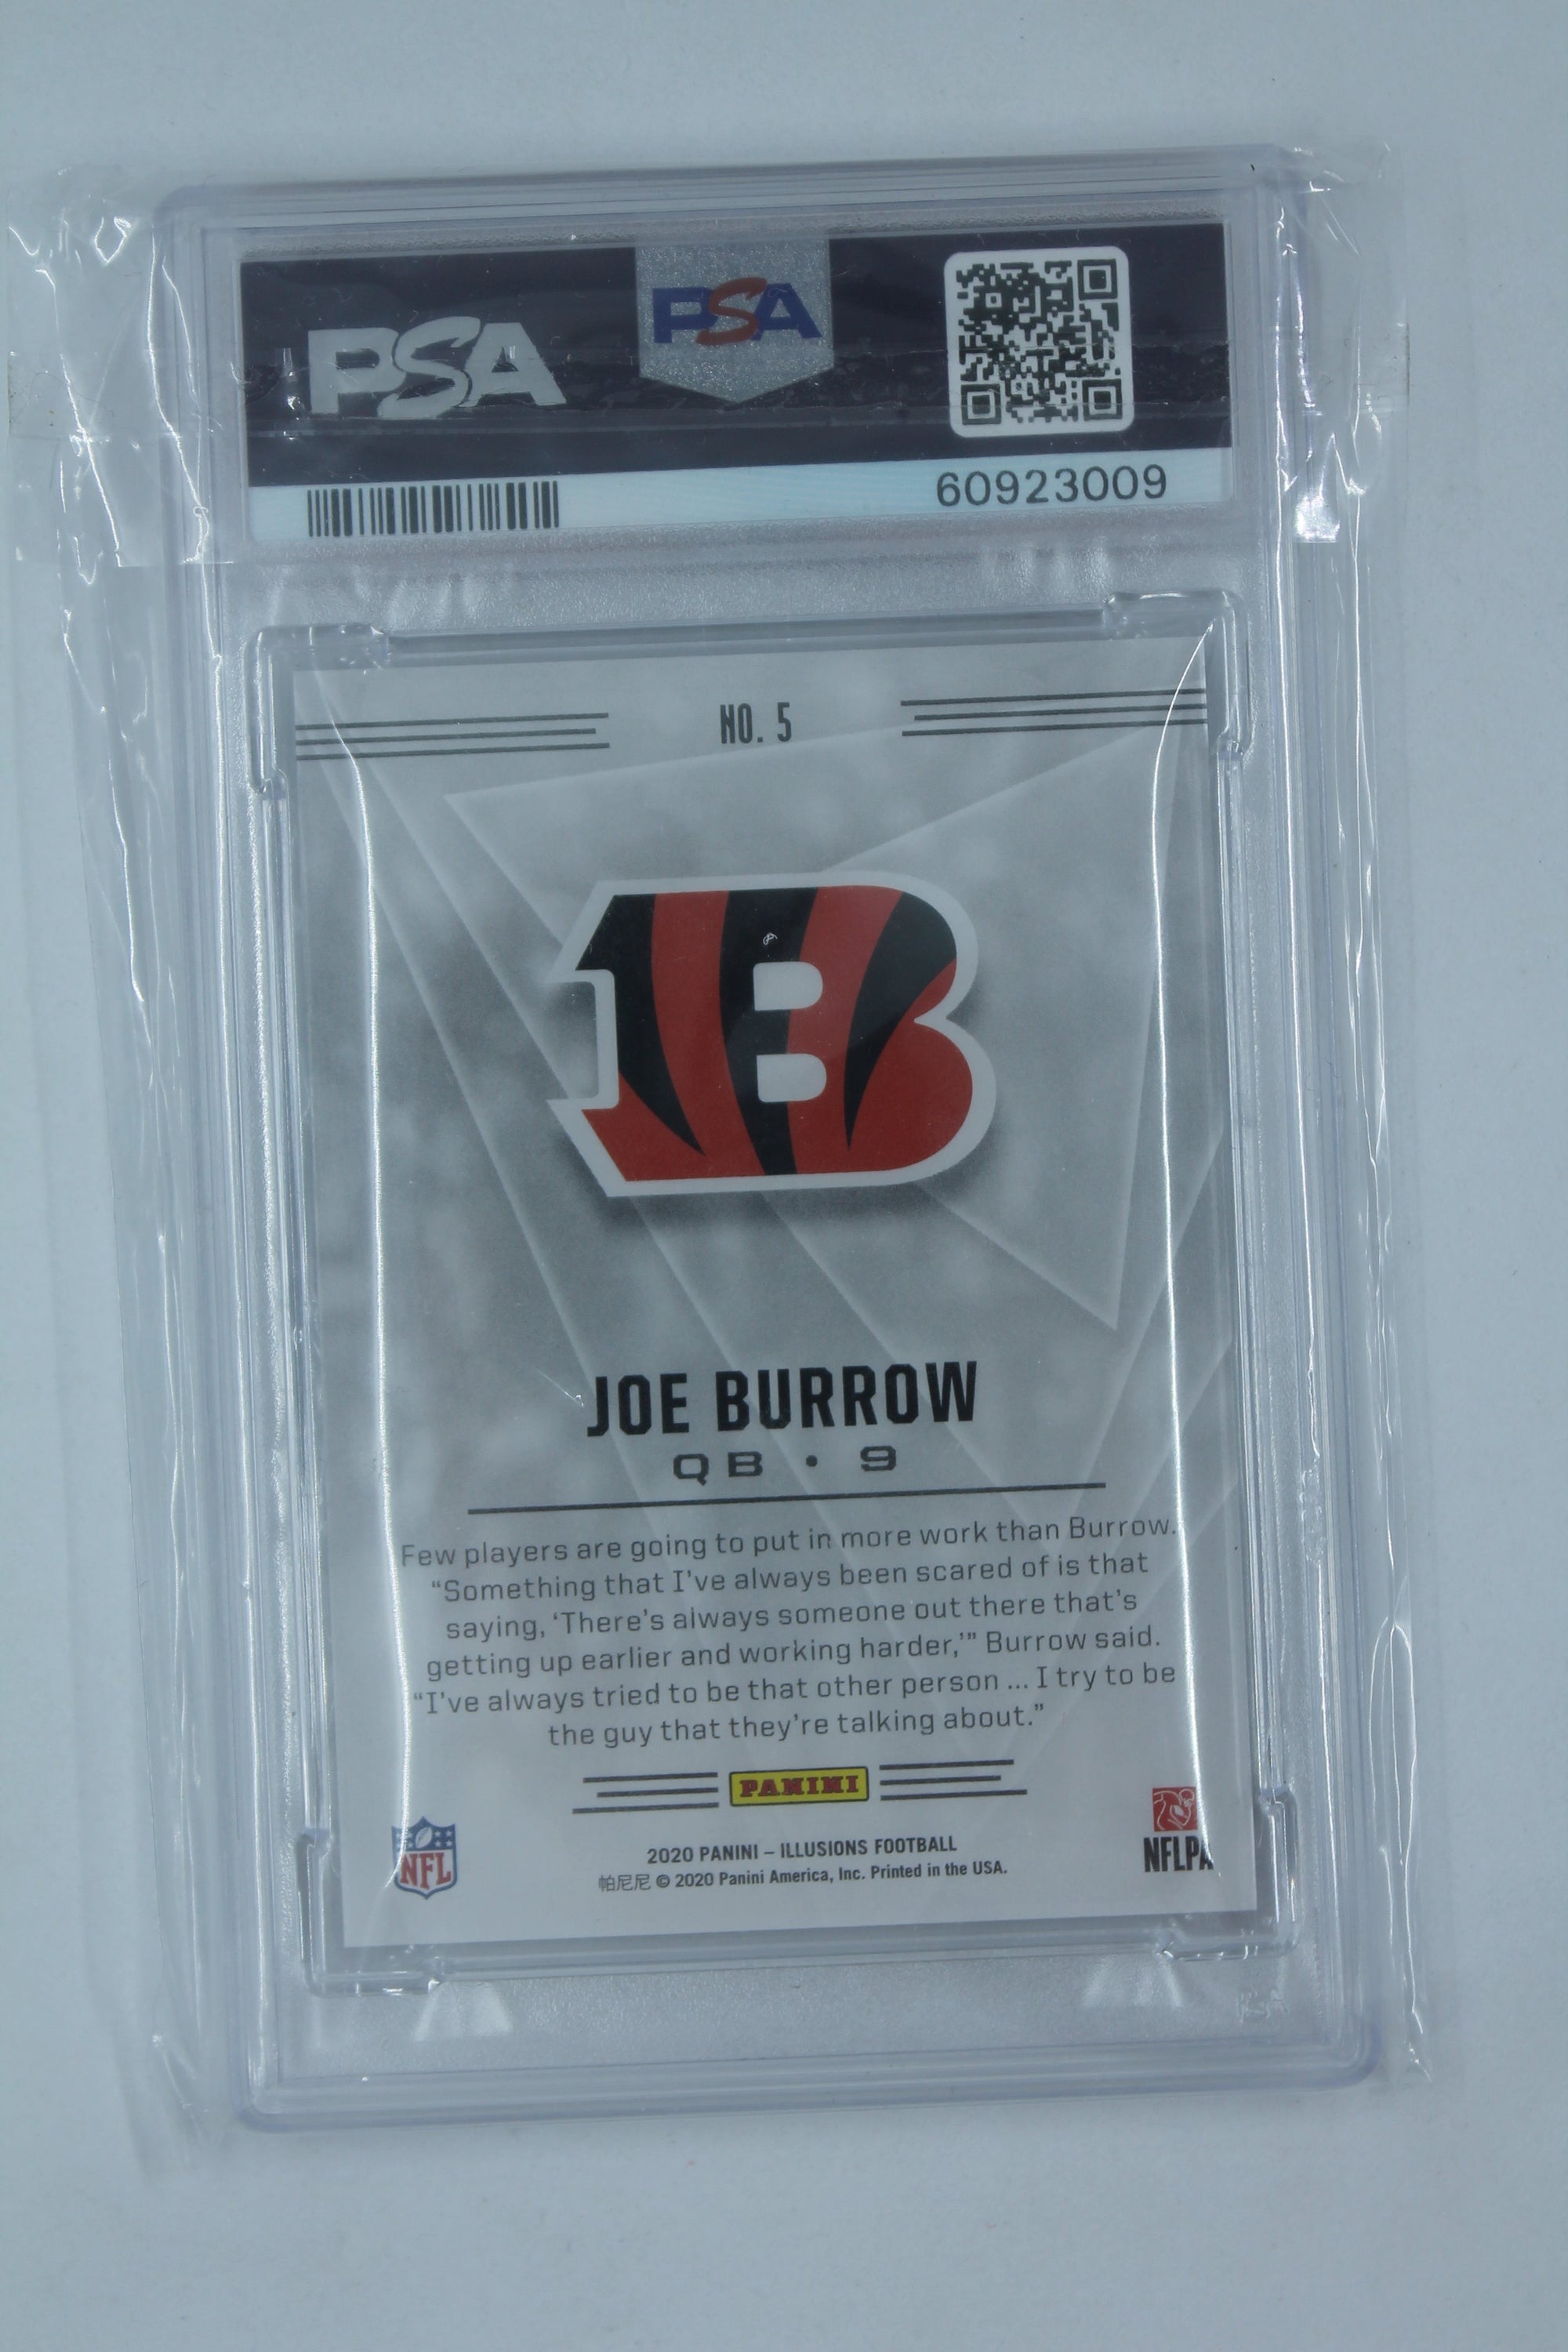 PSA
PSA
60923009
NO. 5
B
JOE BURROW
QB • 9
Few players are going to put in more work than Burrow.
“Something that I’ve always been scared of is that
saying, ‘There’s always someone out there that’s
getting up earlier and working harder,’” Burrow said.
“I’ve always tried to be that other person ... I try to be
the guy that they’re talking about.”
PANINI
NFL
2020 PANINI – ILLUSIONS FOOTBALL
帕尼尼 © 2020 Panini America, Inc. Printed in the USA.
NFLPA